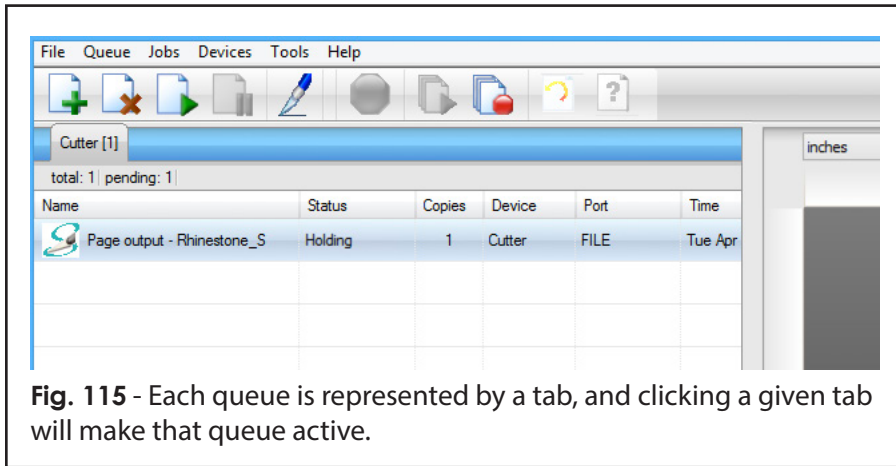 File Queue Jobs Devices Tools Help
Cutter [1]
inches
total: 1 pending: 1
Name Status Copies Device Port Time
Page output - Rhinestone_S Holding 1 Cutter FILE Tue Apr
Fig. 115 - Each queue is represented by a tab, and clicking a given tab
will make that queue active.